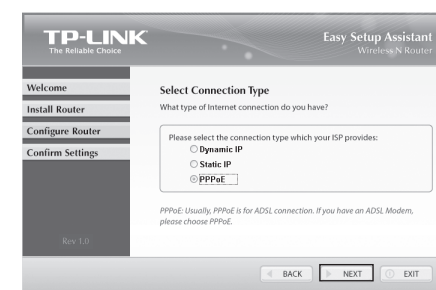 TP-LINK
The Reliable Choice
Easy Setup Assistant
Wireless N Router
Welcome
Install Router
Configure Router
Confirm Settings
Rev 1.0
Select Connection Type
What type of Internet connection do you have?
Please select the connection type which your ISP provides:
Dynamic IP
Static IP
PPPoE
PPPoE: Usually, PPPoE is for ADSL connection. If you have an ADSL Modem,
please choose PPPoE.
BACK
NEXT
EXIT